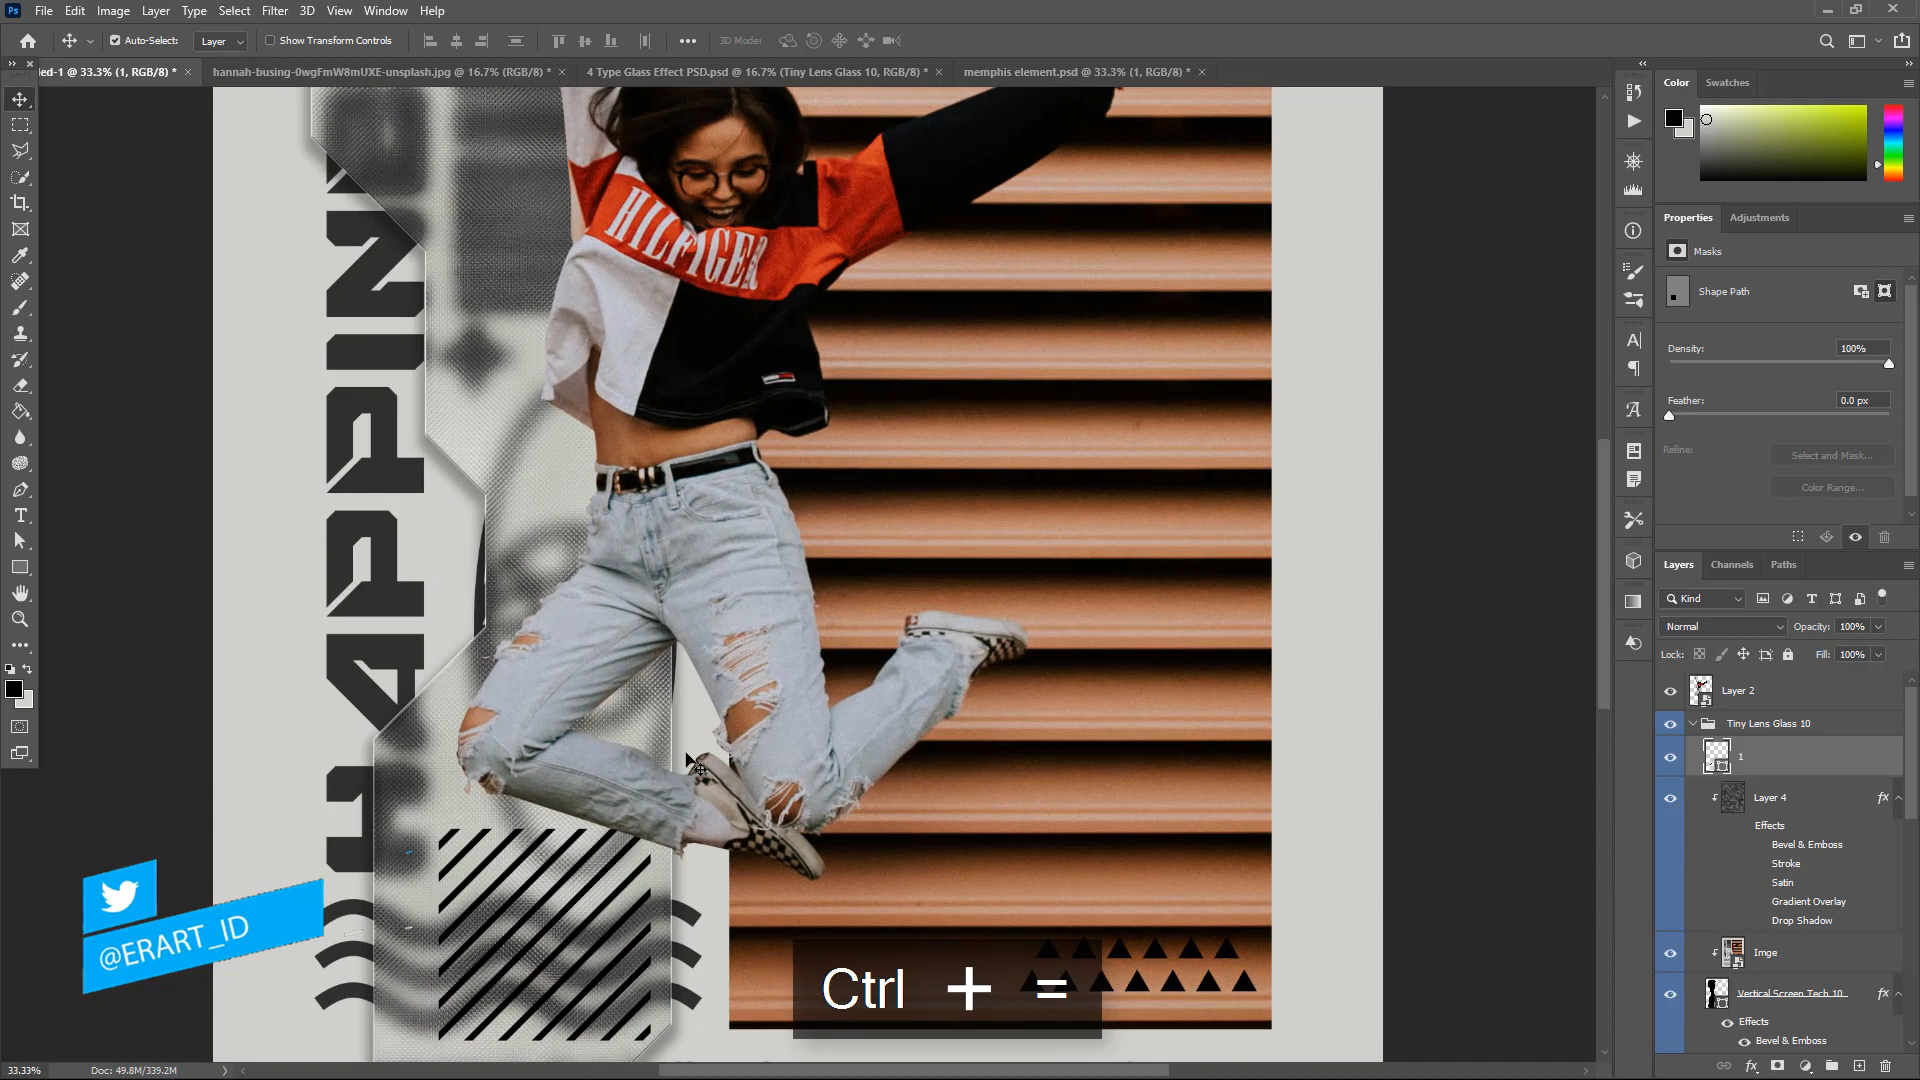 Ps File Edit Image Layer Type Select Filter 3D View Window Help
Auto-Select: Layer Show Transform Controls 3D Mode:
led-1 @ 33.3% (1, RGB/8) * hannah-busing-0wgFmW8mUXE-unsplash.jpg @ 16.7% (RGB/8) * 4 Type Glass Effect PSD.psd @ 16.7% (Tiny Lens Glass 10, RGB/8) * memphis element.psd @ 33.3% (1, RGB/8) *
Color Swatches
Properties Adjustments
Masks
Shape Path
Density: 100%
Feather: 0.0 px
Refine: Select and Mask...
Color Range...
Layers Channels Paths
Kind
Normal Opacity: 100%
Lock: Fill: 100%
Layer 2
Tiny Lens Glass 10
1
Layer 4 fx
Effects
Bevel & Emboss
Stroke
Satin
Gradient Overlay
Drop Shadow
Imge
Vertical Screen Tech 10 fx
Effects
Bevel & Emboss
HAPPINE
HILFIGER
@ERART_ID
Ctrl + =
33.33% Doc: 49.8M/339.2M